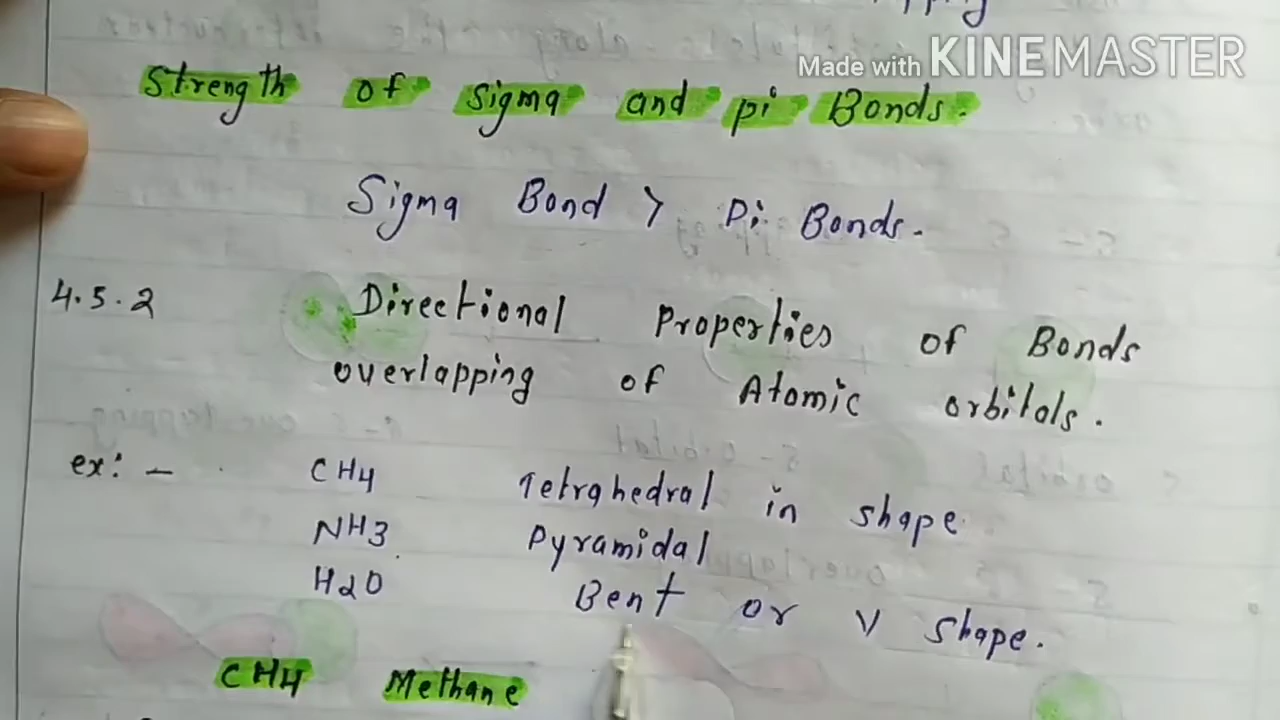 Made with KINEMASTER
Strength of sigma and pi Bonds.
Sigma Bond > Pi Bonds.
4.5.2 Directional Properties of Bonds
overlapping of Atomic orbitals.
ex:- CH4 Tetrahedral in shape.
NH3 Pyramidal
H2O Bent or V shape.
CH4 Methane